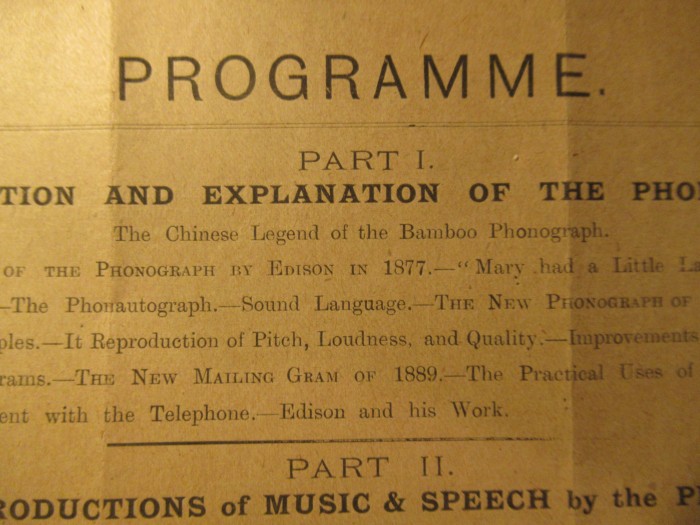 PROGRAMME.
PART I.
TION AND EXPLANATION OF THE PHO
The Chinese Legend of the Bamboo Phonograph.
OF THE PHONOGRAPH BY EDISON IN 1877.—"Mary had a Little La
—The Phonautograph.—Sound Language.—THE NEW PHONOGRAPH OF
ples.—It Reproduction of Pitch, Loudness, and Quality.—Improvements
rams.—THE NEW MAILING GRAM OF 1889.—The Practical Uses of
ent with the Telephone.—Edison and his Work.
PART II.
RODUCTIONS of MUSIC & SPEECH by the P